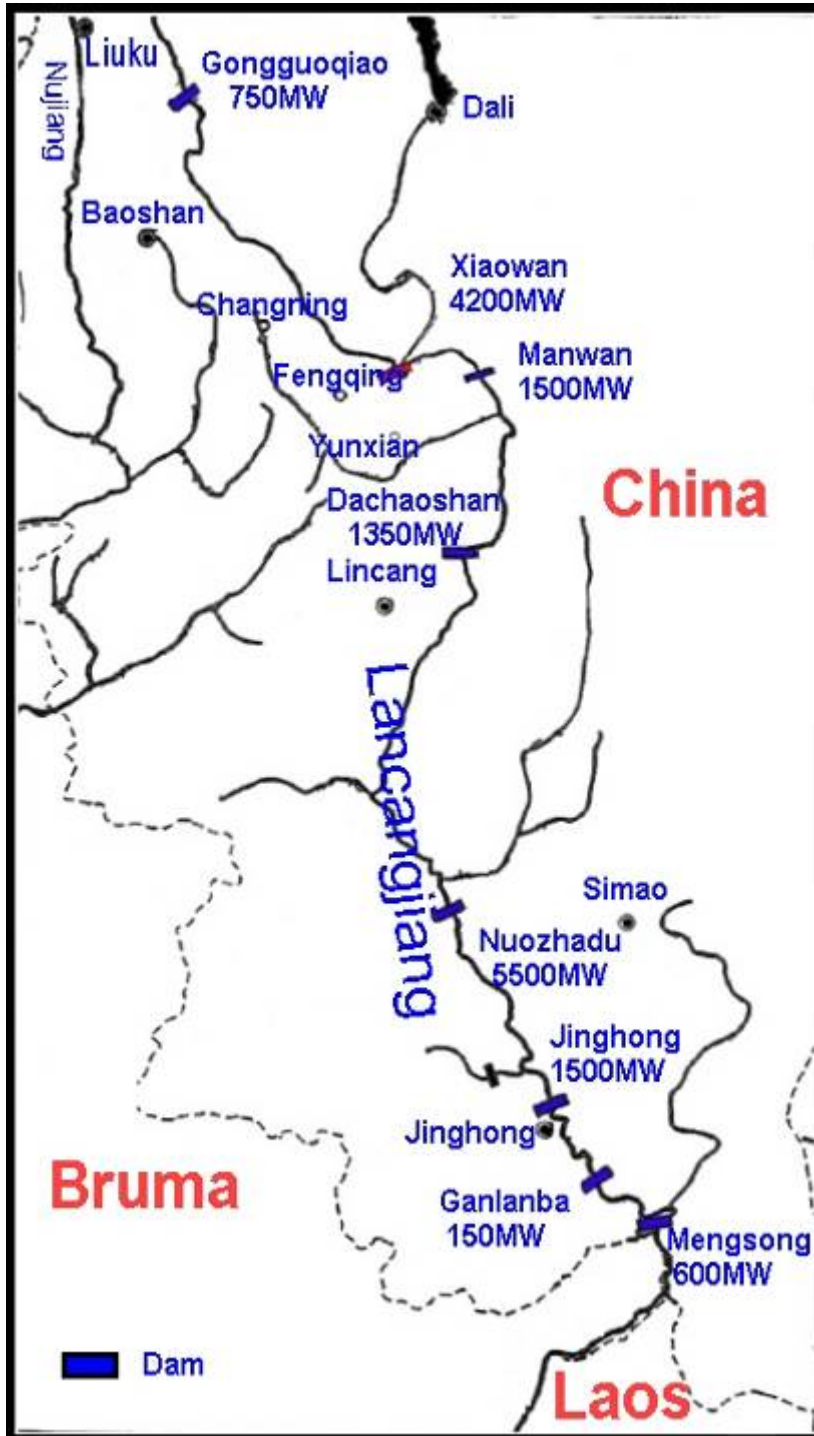 Liuku
Gongguoqiao
750MW
Nujiang
Dali
Baoshan
Xiaowan
4200MW
Changning
Manwan
1500MW
Fengqing
Yunxian
China
Dachaoshan
1350MW
Lincang
Lancangjiang
Simao
Nuozhadu
5500MW
Jinghong
1500MW
Jinghong
Bruma
Ganlanba
150MW
Mengsong
600MW
Dam
Laos